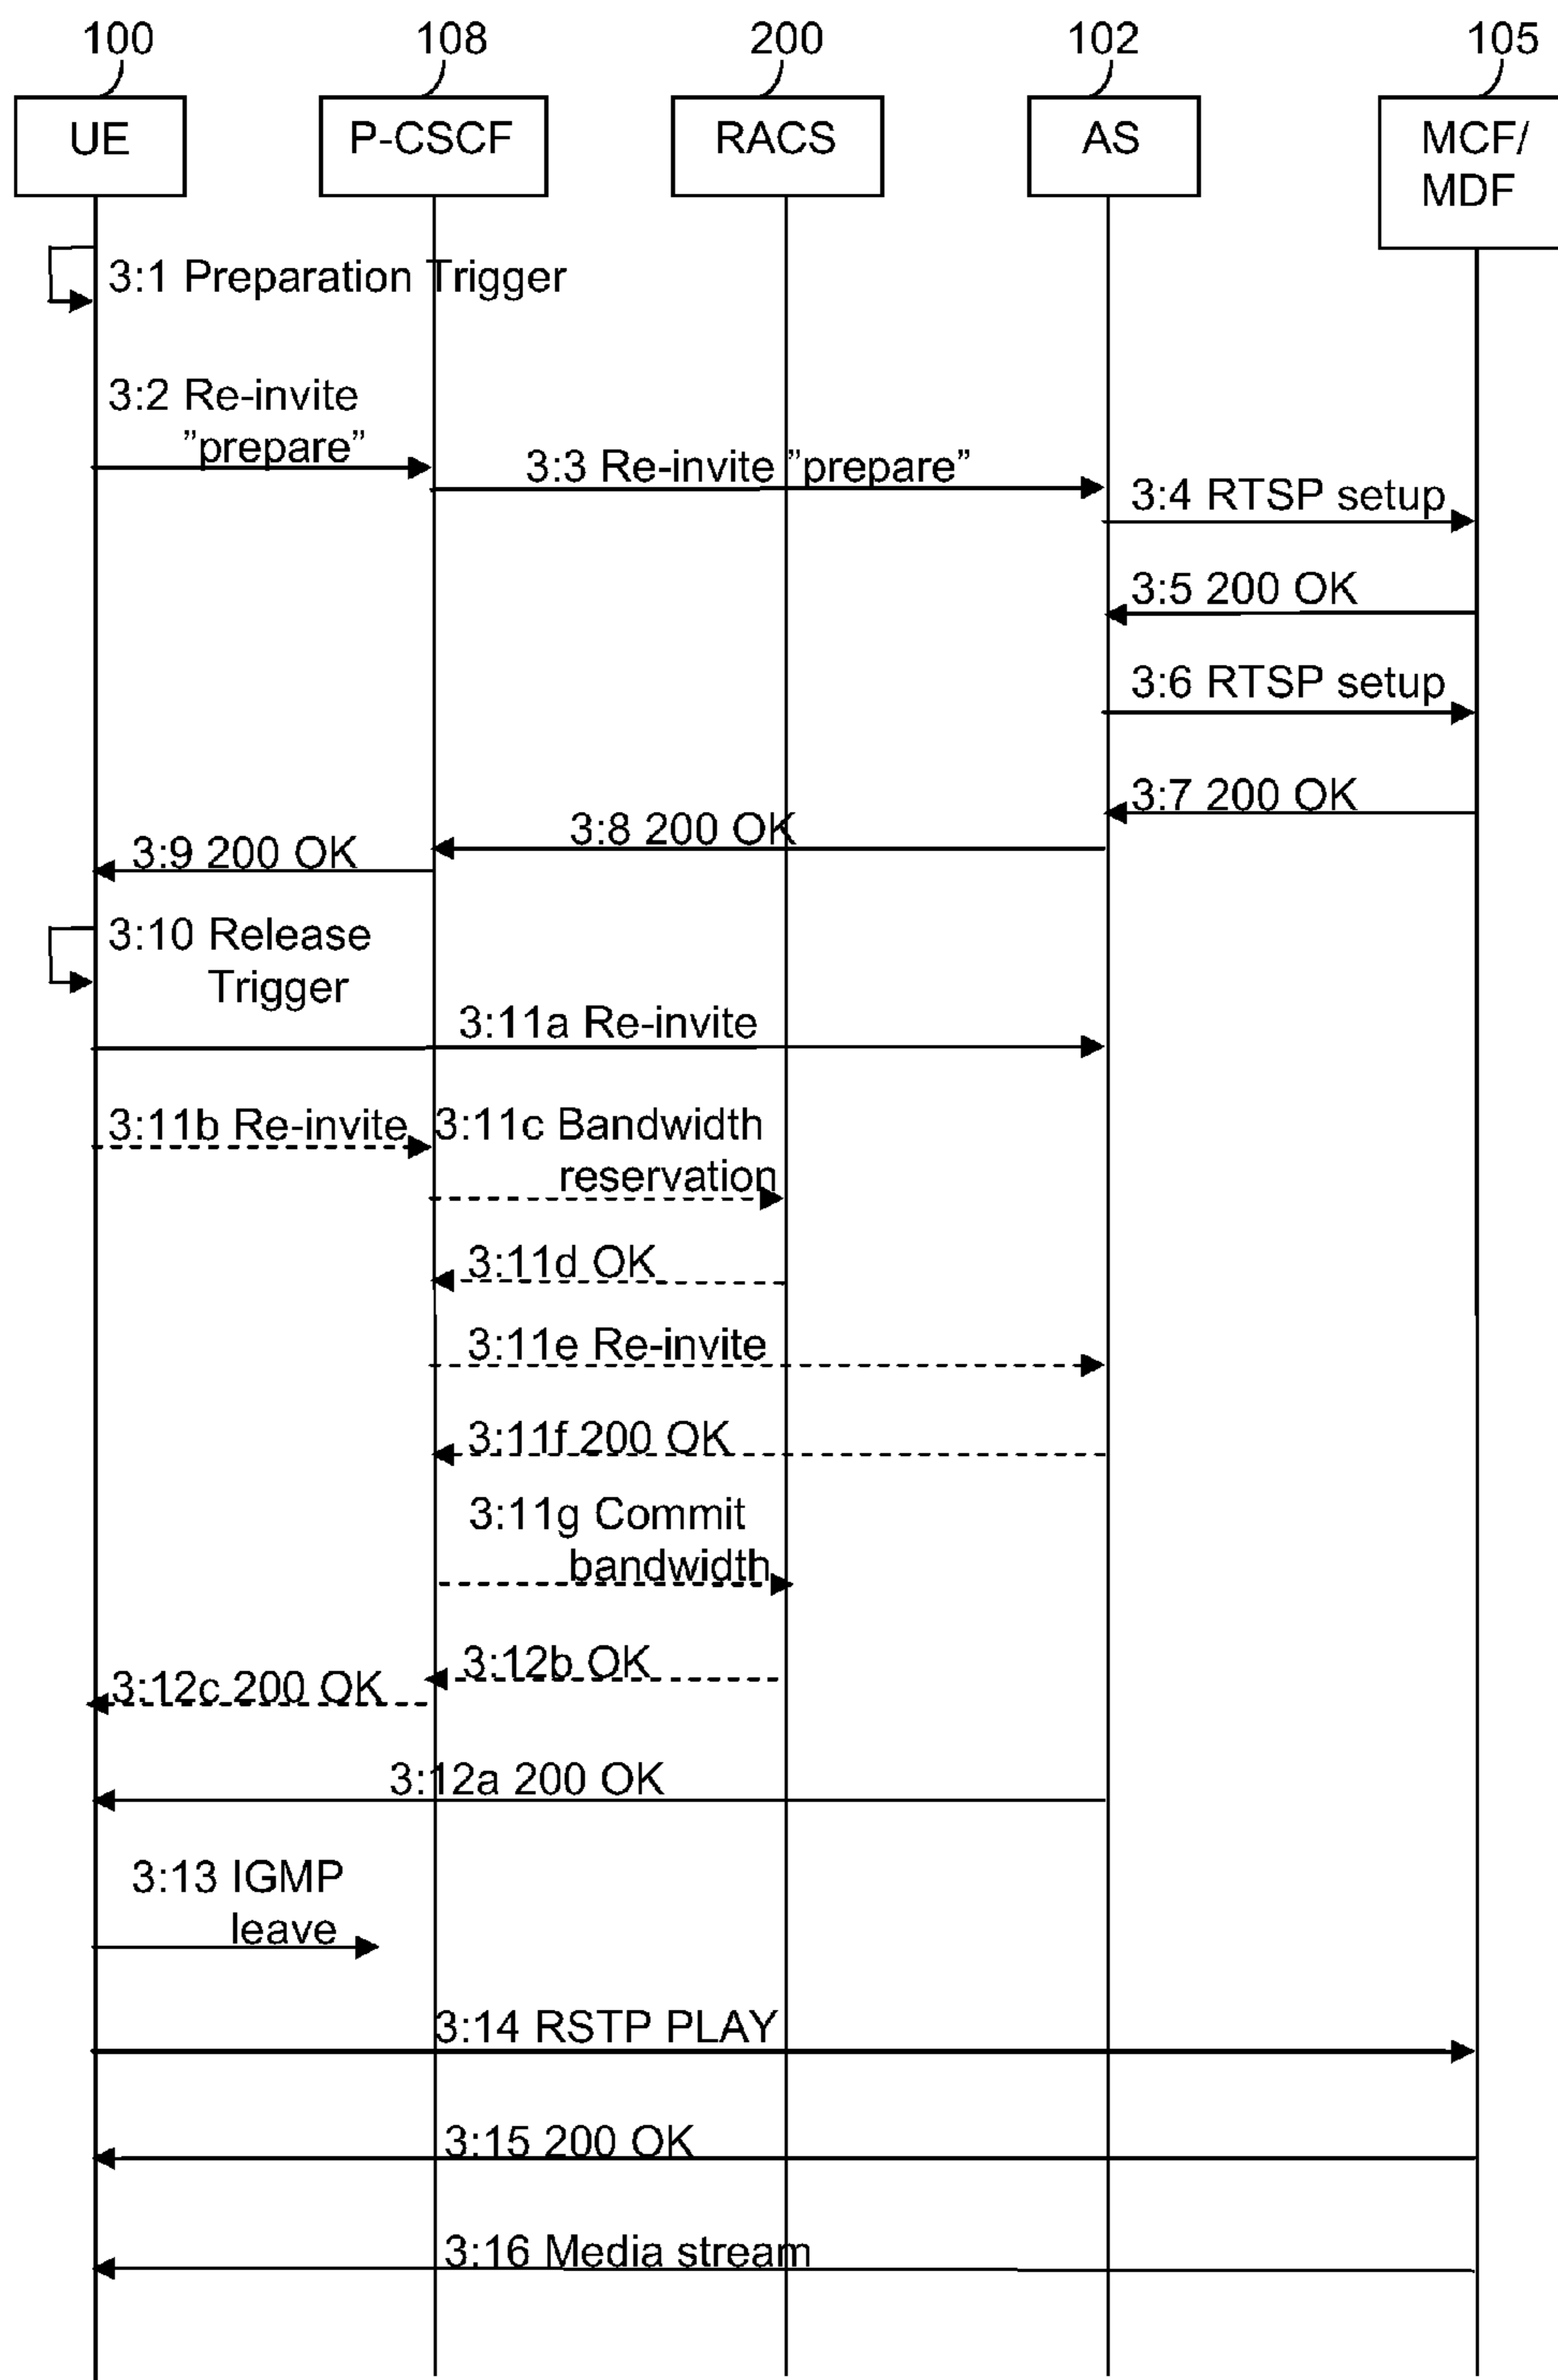 100
108
200
102
105
UE
P-CSCF
RACS
AS
MCF/
MDF
3:1 Preparation Trigger
3:2 Re-invite
”prepare”
3:3 Re-invite ”prepare”
3:4 RTSP setup
3:5 200 OK
3:6 RTSP setup
3:7 200 OK
3:8 200 OK
3:9 200 OK
3:10 Release
Trigger
3:11a Re-invite
3:11b Re-invite
3:11c Bandwidth
reservation
3:11d OK
3:11e Re-invite
3:11f 200 OK
3:11g Commit
bandwidth
3:12b OK
3:12c 200 OK
3:12a 200 OK
3:13 IGMP
leave
3:14 RSTP PLAY
3:15 200 OK
3:16 Media stream